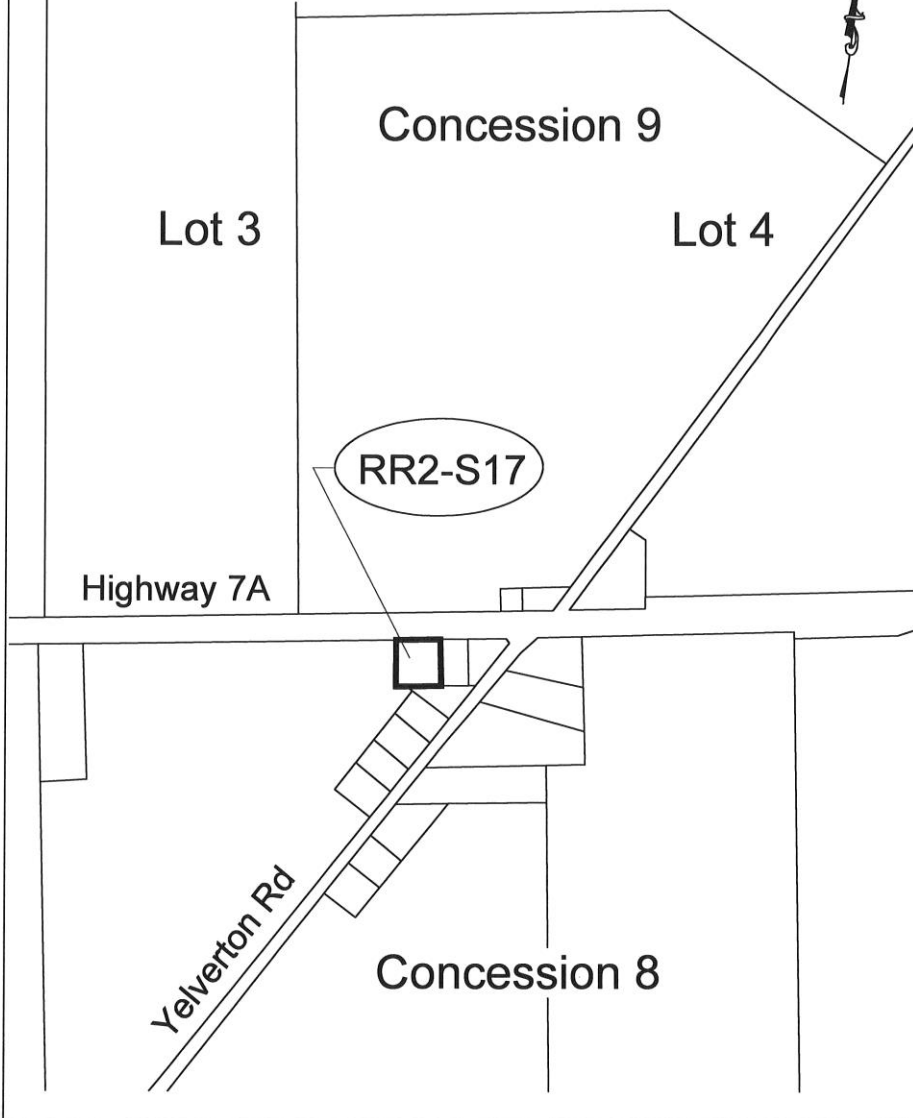 Concession 9
Lot 3
Lot 4
RR2-S17
Highway 7A
Yelverton Rd
Concession 8